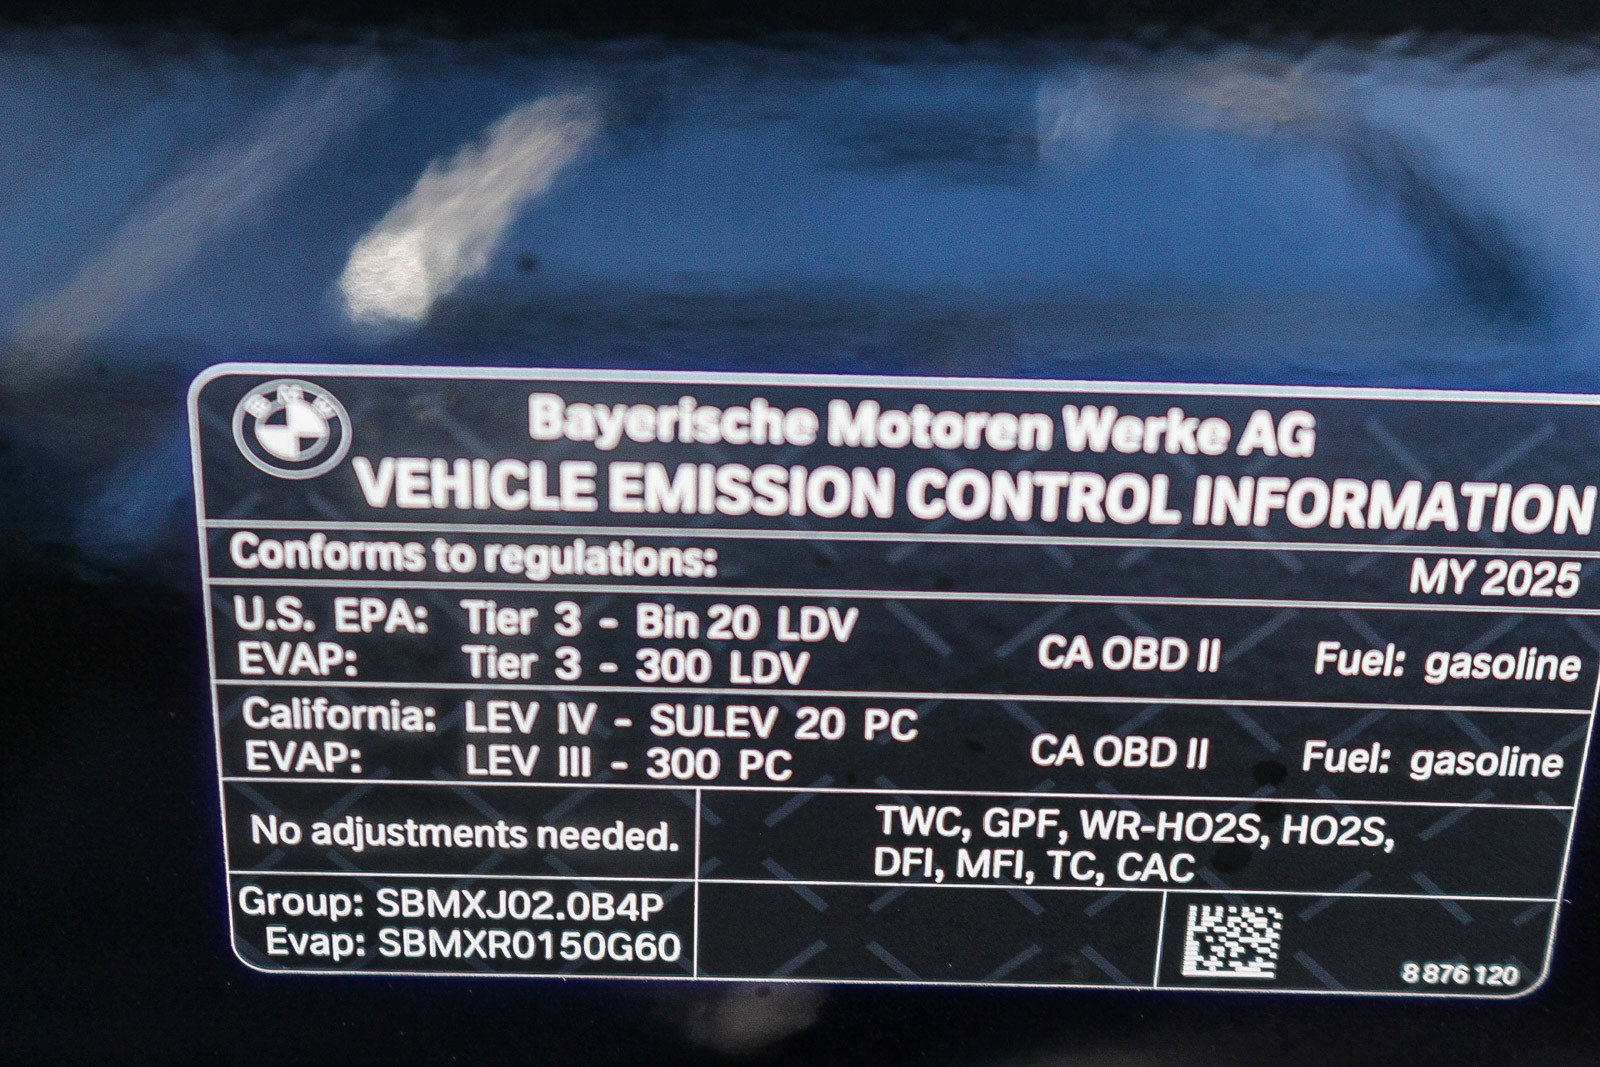 BMW
Bayerische Motoren Werke AG
VEHICLE EMISSION CONTROL INFORMATION
Conforms to regulations:
MY 2025
U.S. EPA: Tier 3 - Bin 20 LDV
EVAP: Tier 3 - 300 LDV
CA OBD II Fuel: gasoline
California: LEV IV - SULEV 20 PC
EVAP: LEV III - 300 PC
CA OBD II Fuel: gasoline
No adjustments needed.
TWC, GPF, WR-HO2S, HO2S,
DFI, MFI, TC, CAC
Group: SBMXJ02.0B4P
Evap: SBMXR0150G60
8 876 120